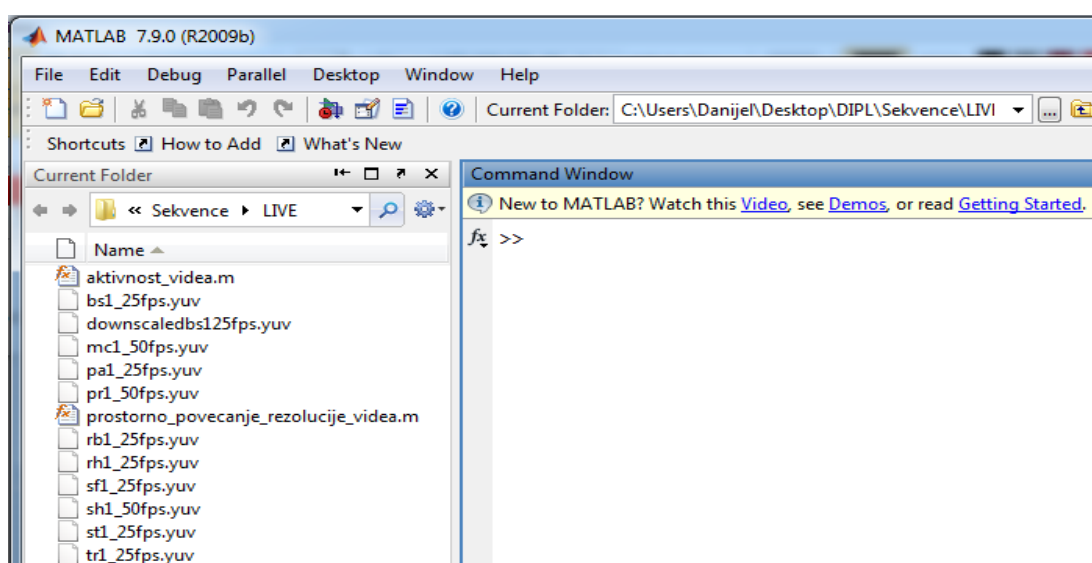 MATLAB 7.9.0 (R2009b)
File Edit Debug Parallel Desktop Window Help
Current Folder: C:\Users\Danijel\Desktop\DIPL\Sekvence\LIVI ...
Shortcuts How to Add What's New
Current Folder
« Sekvence LIVE
Name
aktivnost_videa.m
bs1_25fps.yuv
downscaledbs125fps.yuv
mc1_50fps.yuv
pa1_25fps.yuv
pr1_50fps.yuv
prostorno_povecanje_rezolucije_videa.m
rb1_25fps.yuv
rh1_25fps.yuv
sf1_25fps.yuv
sh1_50fps.yuv
st1_25fps.yuv
tr1_25fps.yuv
Command Window
New to MATLAB? Watch this Video, see Demos, or read Getting Started.
fx >>